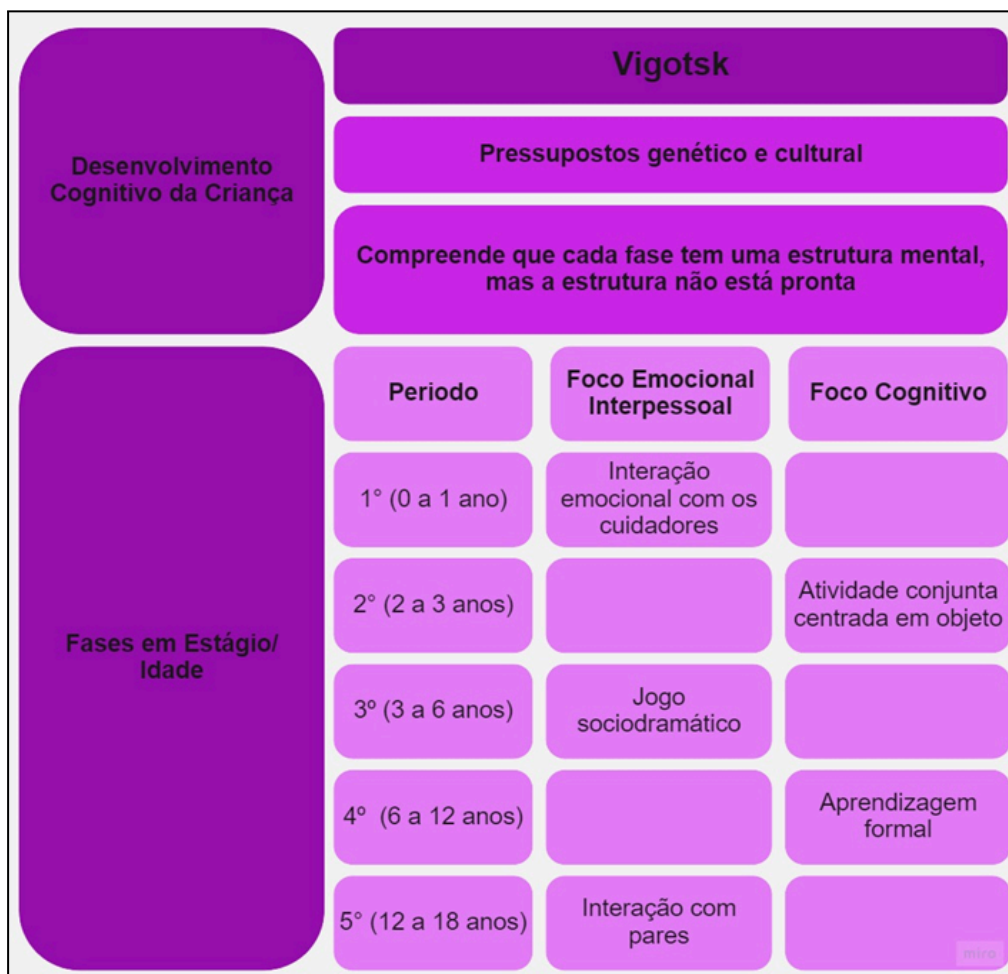 Vigotsk
Desenvolvimento
Cognitivo da Criança
Pressupostos genético e cultural
Compreende que cada fase tem uma estrutura mental,
mas a estrutura não está pronta
Fases em Estágio/
Idade
Periodo
Foco Emocional
Interpessoal
Foco Cognitivo
1° (0 a 1 ano)
Interação
emocional com os
cuidadores
2° (2 a 3 anos)
Atividade conjunta
centrada em objeto
3º (3 a 6 anos)
Jogo
sociodramático
4º (6 a 12 anos)
Aprendizagem
formal
5° (12 a 18 anos)
Interação com
pares
miro